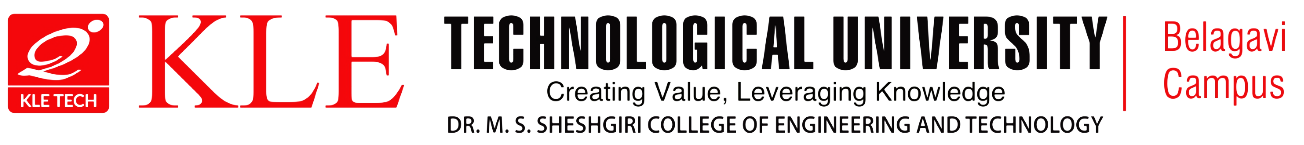 KLE TECH
KLE
TECHNOLOGICAL UNIVERSITY
Creating Value, Leveraging Knowledge
DR. M. S. SHESHGIRI COLLEGE OF ENGINEERING AND TECHNOLOGY
Belagavi
Campus